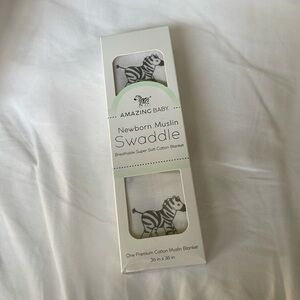 AMAZING BABY
Newborn Muslin
Swaddle
Breathable Super Soft Cotton Blanket
One Premium Cotton Muslin Blanket
36 in x 36 in